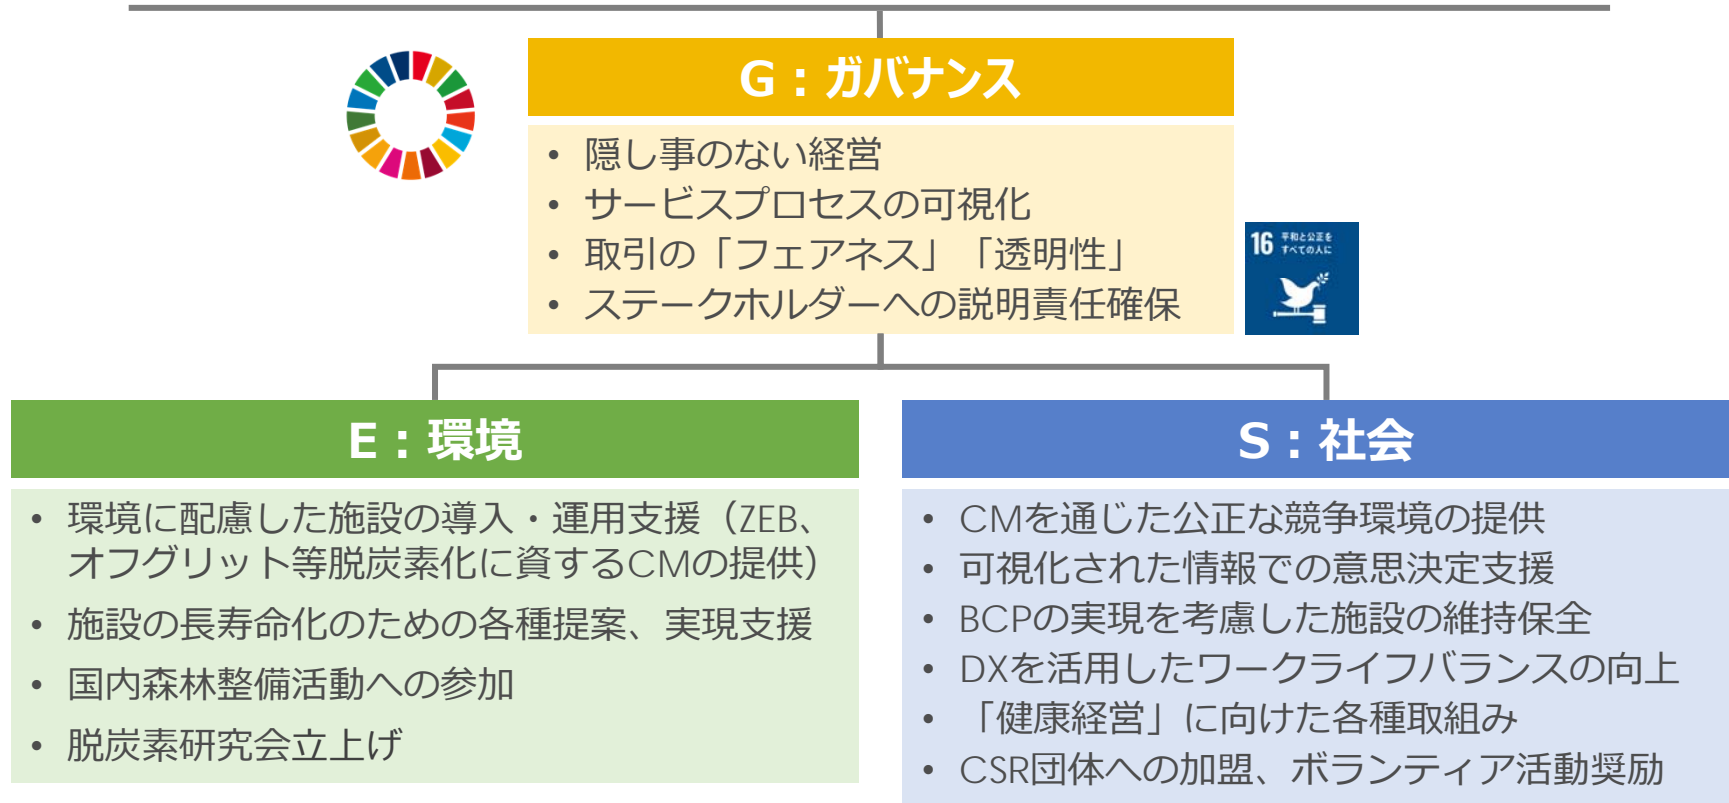 G：ガバナンス
• 隠し事のない経営
• サービスプロセスの可視化
• 取引の「フェアネス」「透明性」
• ステークホルダーへの説明責任確保
16 平和と公正を
すべての人に
E：環境
• 環境に配慮した施設の導入・運用支援（ZEB、
オフグリット等脱炭素化に資するCMの提供）
• 施設の長寿命化のための各種提案、実現支援
• 国内森林整備活動への参加
• 脱炭素研究会立上げ
S：社会
• CMを通じた公正な競争環境の提供
• 可視化された情報での意思決定支援
• BCPの実現を考慮した施設の維持保全
• DXを活用したワークライフバランスの向上
• 「健康経営」に向けた各種取組み
• CSR団体への加盟、ボランティア活動奨励